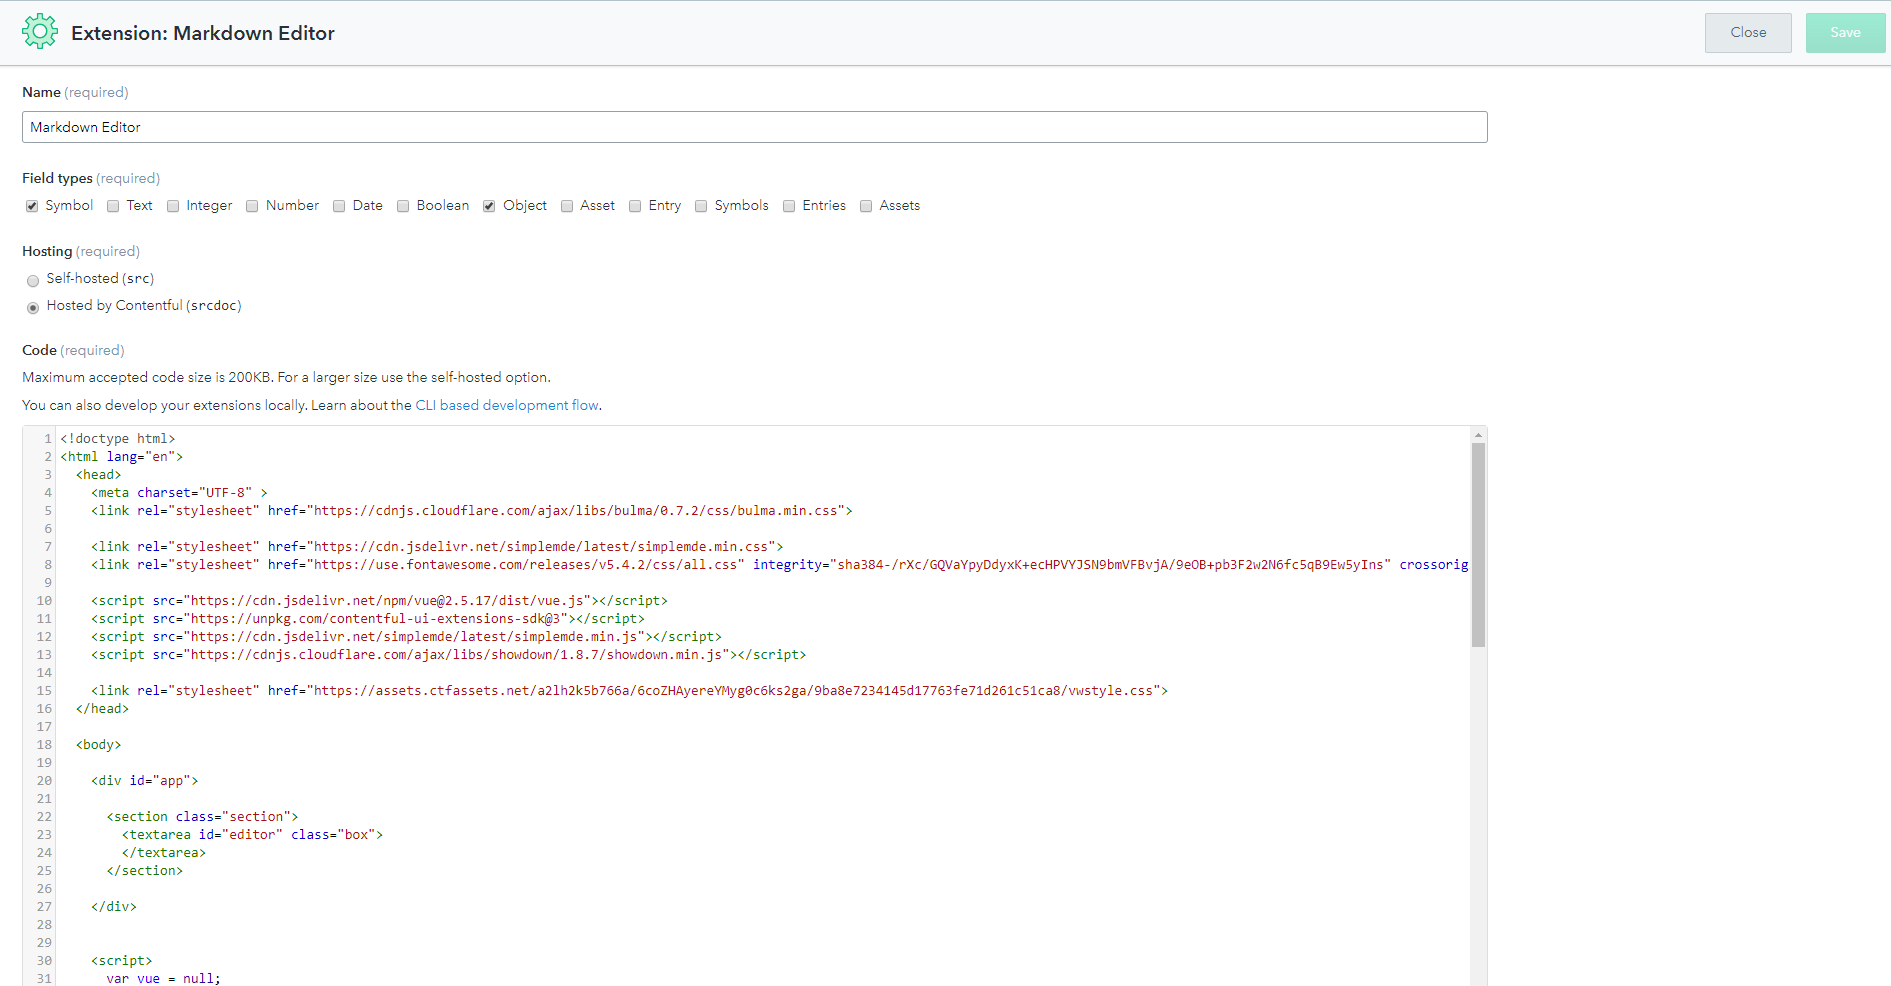 Extension: Markdown Editor
Close
Save
Name (required)
Markdown Editor
Field types (required)
Symbol Text Integer Number Date Boolean Object Asset Entry Symbols Entries Assets
Hosting (required)
Self-hosted (src)
Hosted by Contentful (srcdoc)
Code (required)
Maximum accepted code size is 200KB. For a larger size use the self-hosted option.
You can also develop your extensions locally. Learn about the CLI based development flow.
1 <!doctype html>
2 <html lang="en">
3 <head>
4 <meta charset="UTF-8" >
5 <link rel="stylesheet" href="https://cdnjs.cloudflare.com/ajax/libs/bulma/0.7.2/css/bulma.min.css">
6
7 <link rel="stylesheet" href="https://cdn.jsdelivr.net/simplemde/latest/simplemde.min.css">
8 <link rel="stylesheet" href="https://use.fontawesome.com/releases/v5.4.2/css/all.css" integrity="sha384-/rXc/GQVaYpyDdyxK+ecHPVYJSN9bmVFBvjA/9eOB+pb3F2w2N6fc5qB9Ew5yIns" crossorig
9
10 <script src="https://cdn.jsdelivr.net/npm/vue@2.5.17/dist/vue.js"></script>
11 <script src="https://unpkg.com/contentful-ui-extensions-sdk@3"></script>
12 <script src="https://cdn.jsdelivr.net/simplemde/latest/simplemde.min.js"></script>
13 <script src="https://cdnjs.cloudflare.com/ajax/libs/showdown/1.8.7/showdown.min.js"></script>
14
15 <link rel="stylesheet" href="https://assets.ctfassets.net/a2lh2k5b766a/6coZHAyereYMyg0c6ks2ga/9ba8e7234145d17763fe71d261c51ca8/vwstyle.css">
16 </head>
17
18 <body>
19
20 <div id="app">
21
22 <section class="section">
23 <textarea id="editor" class="box">
24 </textarea>
25 </section>
26
27 </div>
28
29
30 <script>
31 var vue = null;